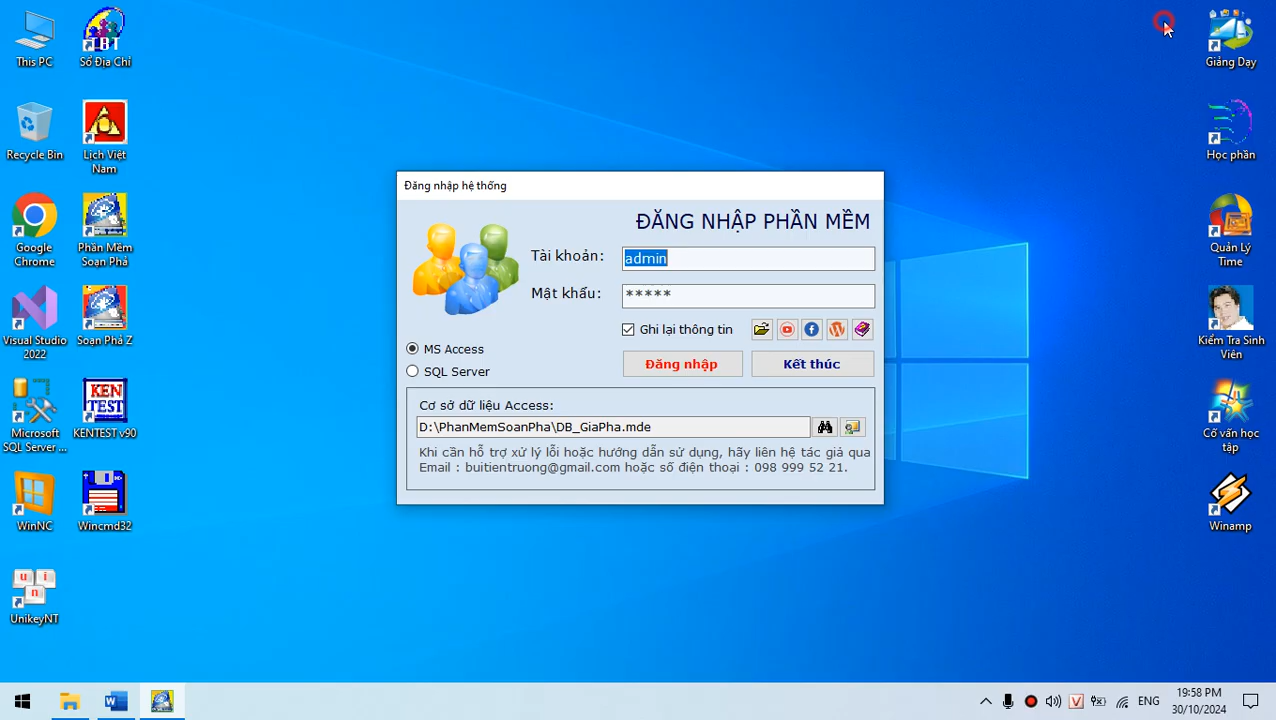 This PC
Sổ Địa Chỉ
Giảng Dạy
Recycle Bin
Lịch Việt
Nam
Học phần
Google
Chrome
Phần Mềm
Soạn Phả
Quản Lý
Time
Visual Studio
2022
Soạn Phả Z
Kiểm Tra Sinh
Viên
Microsoft
SQL Server ...
KEN
TEST
KENTEST v90
Cố vấn học
tập
WinNC
Wincmd32
Winamp
UnikeyNT
Đăng nhập hệ thống
ĐĂNG NHẬP PHẦN MỀM
Tài khoản:
admin
Mật khẩu:
*****
Ghi lại thông tin
MS Access
SQL Server
Đăng nhập
Kết thúc
Cơ sở dữ liệu Access:
D:\PhanMemSoanPha\DB_GiaPha.mde
Khi cần hỗ trợ xử lý lỗi hoặc hướng dẫn sử dụng, hãy liên hệ tác giả qua
Email : buitientruong@gmail.com hoặc số điện thoại : 098 999 52 21.
V
ENG
19:58 PM
30/10/2024